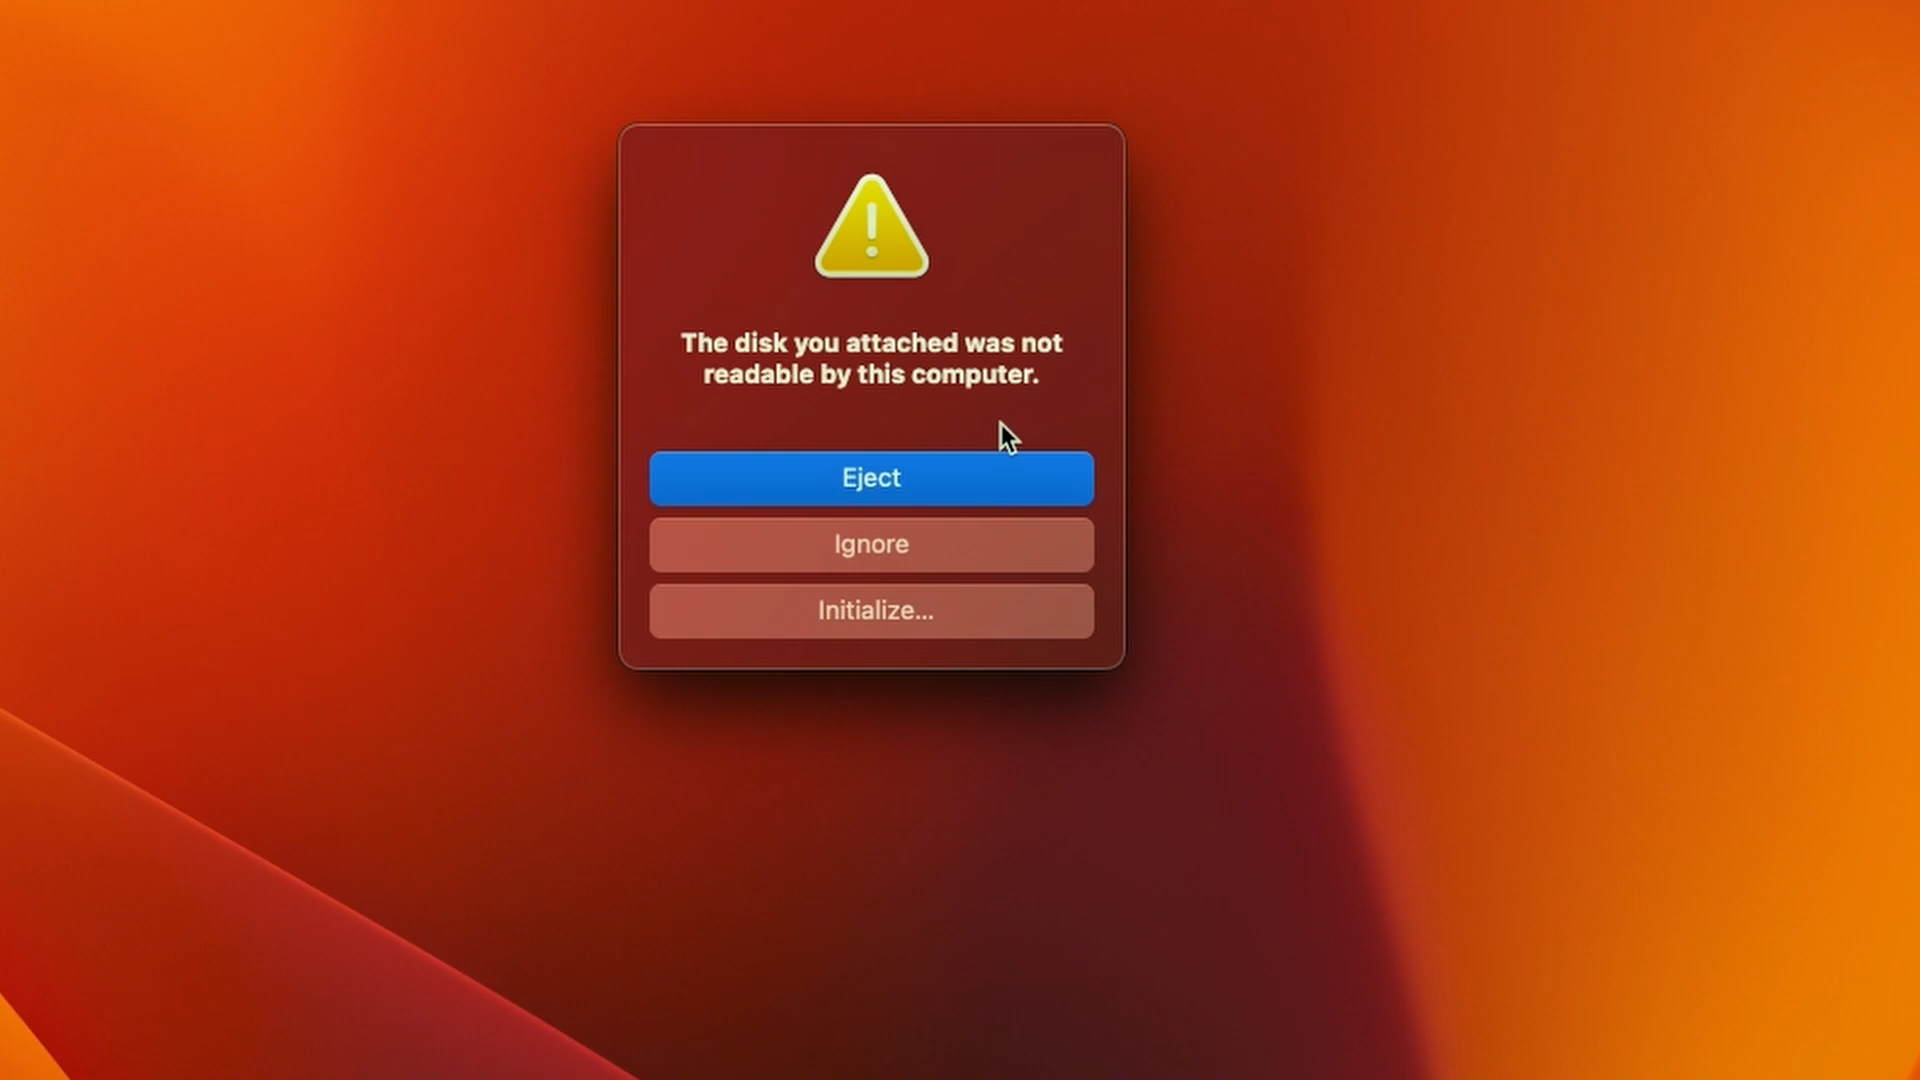 The disk you attached was not
readable by this computer.
Eject
Ignore
Initialize...